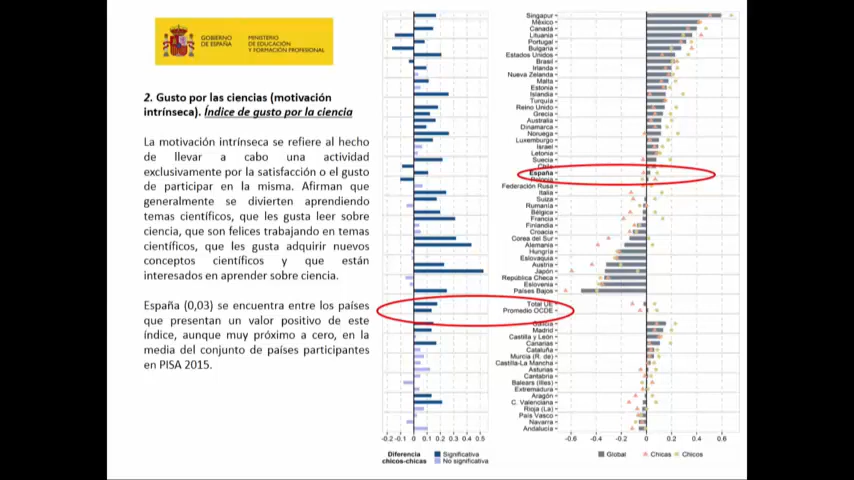 GOBIERNO
DE ESPAÑA
MINISTERIO
DE EDUCACIÓN
Y FORMACIÓN PROFESIONAL
2. Gusto por las ciencias (motivación
intrínseca). Índice de gusto por la ciencia
La motivación intrínseca se refiere al hecho
de llevar a cabo una actividad
exclusivamente por la satisfacción o el gusto
de participar en la misma. Afirman que
generalmente se divierten aprendiendo
temas científicos, que les gusta leer sobre
ciencia, que son felices trabajando en temas
científicos, que les gusta adquirir nuevos
conceptos científicos y que están
interesados en aprender sobre ciencia.
España (0,03) se encuentra entre los países
que presentan un valor positivo de este
índice, aunque muy próximo a cero, en la
media del conjunto de países participantes
en PISA 2015.
Singapur
México
Canadá
Lituania
Portugal
Bulgaria
Estados Unidos
Brasil
Irlanda
Nueva Zelanda
Malta
Estonia
Islandia
Turquía
Reino Unido
Grecia
Australia
Dinamarca
Noruega
Luxemburgo
Israel
Letonia
Suecia
Chile
España
Polonia
Federación Rusa
Italia
Suiza
Rumanía
Bélgica
Francia
Finlandia
Croacia
Corea del Sur
Alemania
Hungría
Eslovaquia
Austria
Japón
República Checa
Eslovenia
Países Bajos
Total UE
Promedio OCDE
Galicia
Madrid
Castilla y León
Canarias
Cataluña
Murcia (R. de)
Castilla-La Mancha
Asturias
Cantabria
Balears (Illes)
Extremadura
Aragón
C. Valenciana
Rioja (La)
País Vasco
Navarra
Andalucía
-0.2 -0.1 0 0.1 0.2 0.3 0.4 0.5
-0.6 -0.4 -0.2 0 0.2 0.4 0.6
Diferencia
chicos-chicas
Significativa
No significativa
Global Chicas Chicos